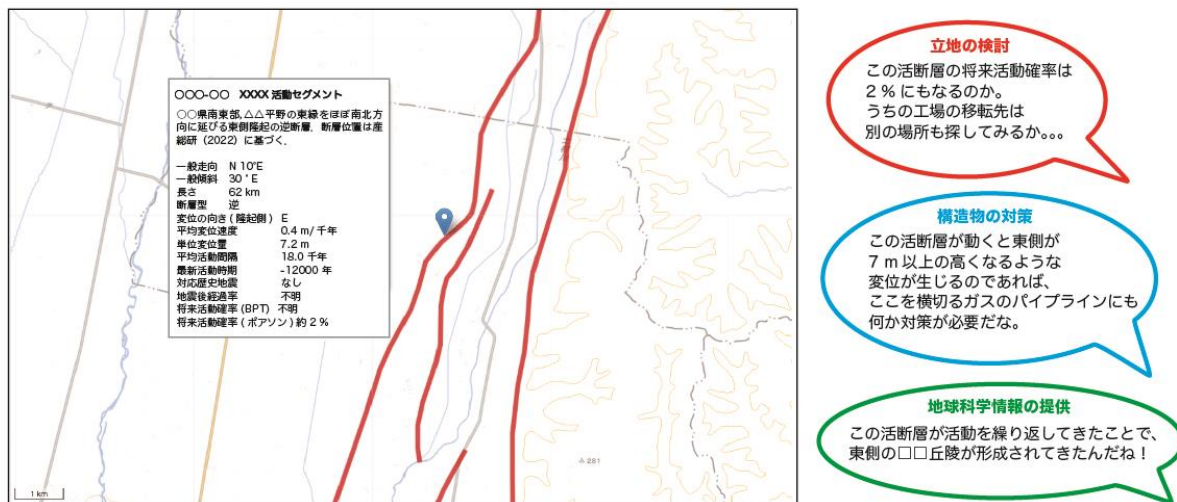 ○○○-○○ XXXX 活動セグメント
○○県南東部,△△平野の東縁をほぼ南北方
向に延びる東側隆起の逆断層. 断層位置は産
総研(2022)に基づく.
一般走向 N 10°E
一般傾斜 30°E
長さ 62 km
断層型 逆
変位の向き(隆起側) E
平均変位速度 0.4 m/千年
単位変位量 7.2 m
平均活動間隔 18.0 千年
最新活動時期 -12000 年
対応歴史地震 なし
地震後経過率 不明
将来活動確率(BPT) 不明
将来活動確率(ポアソン)約2%
281
1 km
立地の検討
この活断層の将来活動確率は
2%にもなるのか。
うちの工場の移転先は
別の場所も探してみるか。。。
構造物の対策
この活断層が動くと東側が
7m以上の高くなるような
変位が生じるのであれば、
ここを横切るガスのパイプラインにも
何か対策が必要だな。
地球科学情報の提供
この活断層が活動を繰り返してきたことで、
東側の□□丘陵が形成されてきたんだね!